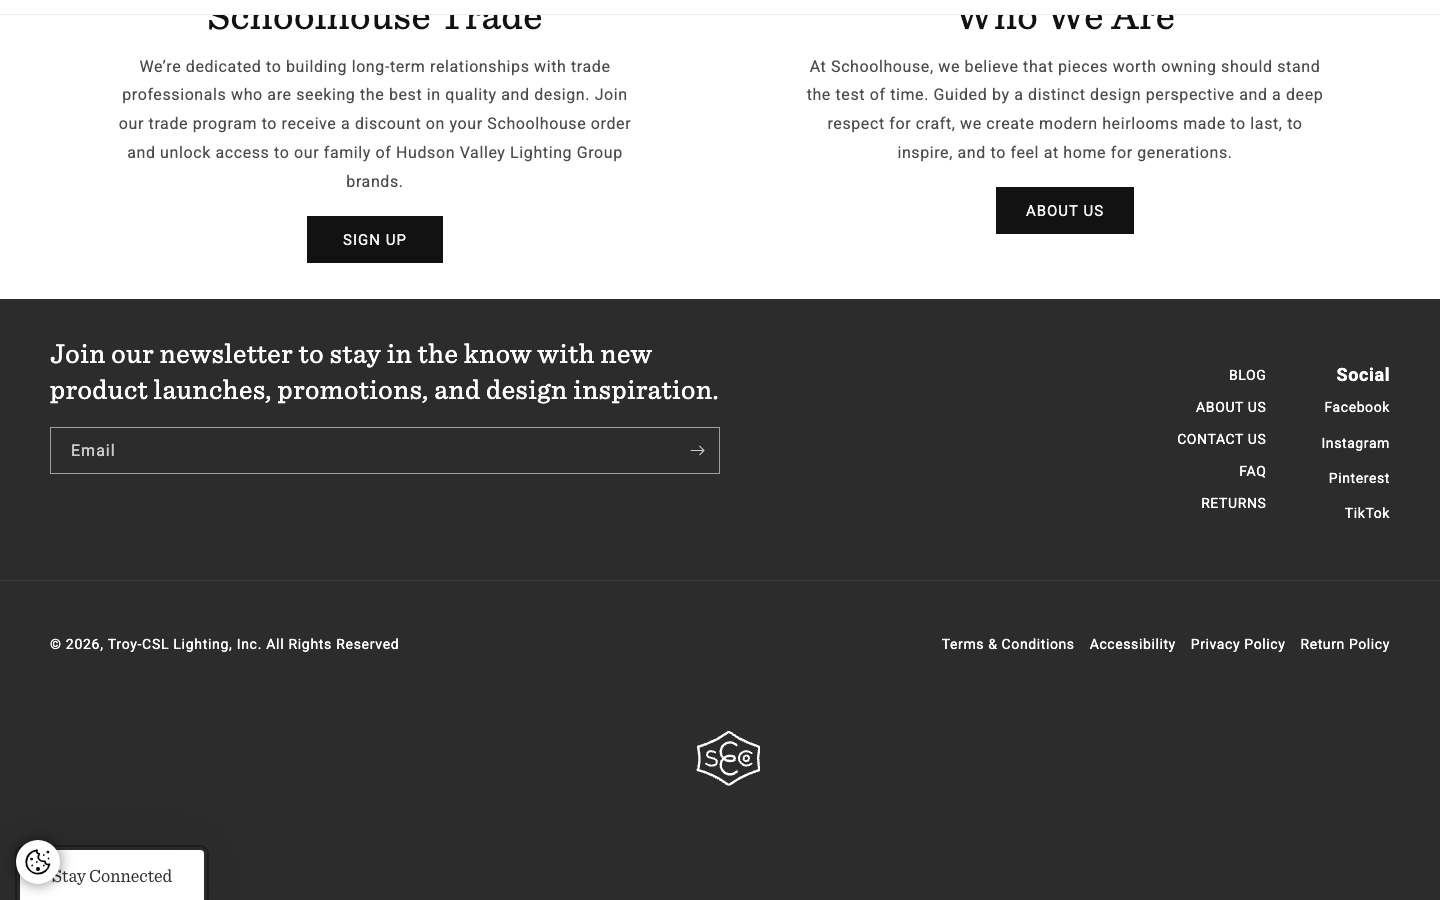 Schoolhouse Trade
We’re dedicated to building long-term relationships with trade
professionals who are seeking the best in quality and design. Join
our trade program to receive a discount on your Schoolhouse order
and unlock access to our family of Hudson Valley Lighting Group
brands.
SIGN UP
Who We Are
At Schoolhouse, we believe that pieces worth owning should stand
the test of time. Guided by a distinct design perspective and a deep
respect for craft, we create modern heirlooms made to last, to
inspire, and to feel at home for generations.
ABOUT US
Join our newsletter to stay in the know with new
product launches, promotions, and design inspiration.
Email
BLOG
ABOUT US
CONTACT US
FAQ
RETURNS
Social
Facebook
Instagram
Pinterest
TikTok
© 2026, Troy-CSL Lighting, Inc. All Rights Reserved
Terms & Conditions Accessibility Privacy Policy Return Policy
Stay Connected